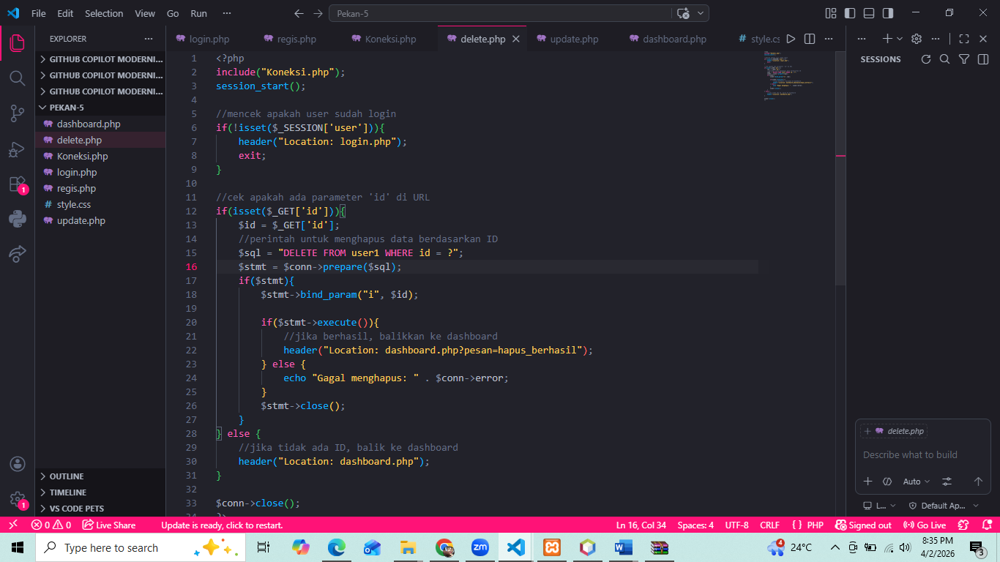 File Edit Selection View Go Run ··· Pekan-5
EXPLORER ···
GITHUB COPILOT MODERNI...
GITHUB COPILOT MODERNI...
GITHUB COPILOT MODERNI...
PEKAN-5
dashboard.php
delete.php
Koneksi.php
login.php
regis.php
# style.css
update.php
OUTLINE
TIMELINE
VS CODE PETS
1
1
login.php regis.php Koneksi.php delete.php update.php dashboard.php # style.cs ···
1 <?php
2 include("Koneksi.php");
3 session_start();
4
5 //mencek apakah user sudah login
6 if(!isset($_SESSION['user'])){
7 header("Location: login.php");
8 exit;
9 }
10
11 //cek apakah ada parameter 'id' di URL
12 if(isset($_GET['id'])){
13 $id = $_GET['id'];
14 //perintah untuk menghapus data berdasarkan ID
15 $sql = "DELETE FROM user1 WHERE id = ?";
16 $stmt = $conn->prepare($sql);
17 if($stmt){
18 $stmt->bind_param("i", $id);
19
20 if($stmt->execute()){
21 //jika berhasil, balikkan ke dashboard
22 header("Location: dashboard.php?pesan=hapus_berhasil");
23 } else {
24 echo "Gagal menghapus: " . $conn->error;
25 }
26 $stmt->close();
27 }
28 } else {
29 //jika tidak ada ID, balik ke dashboard
30 header("Location: dashboard.php");
31 }
32
33 $conn->close();
SESSIONS
delete.php
Describe what to build
Auto
L... Default Ap...
0 0 Live Share Update is ready, click to restart. Ln 16, Col 34 Spaces: 4 UTF-8 CRLF { } PHP Signed out Go Live
Type here to search
zm
W
4
24°C
8:35 PM
4/2/2026
3